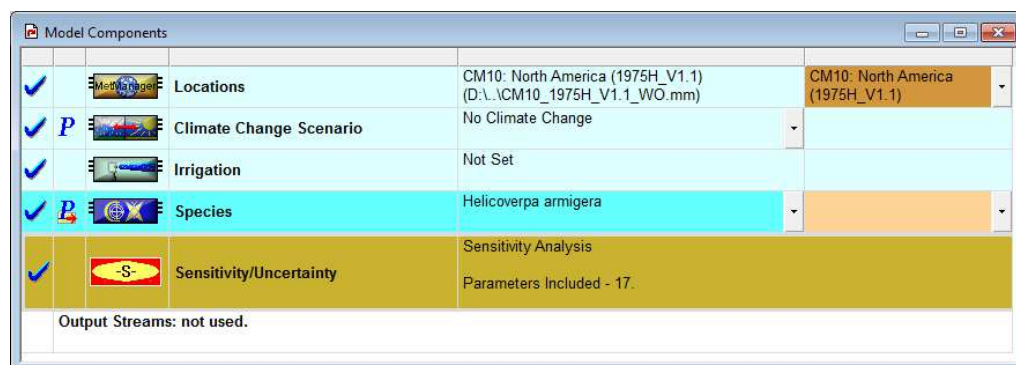 Model Components
MetManager
Locations
CM10: North America (1975H_V1.1)
(D:\..\CM10_1975H_V1.1_WO.mm)
CM10: North America
(1975H_V1.1)
P
Climate Change Scenario
No Climate Change
Irrigation
Not Set
P
CX
Species
Helicoverpa armigera
-S-
Sensitivity/Uncertainty
Sensitivity Analysis
Parameters Included - 17.
Output Streams: not used.